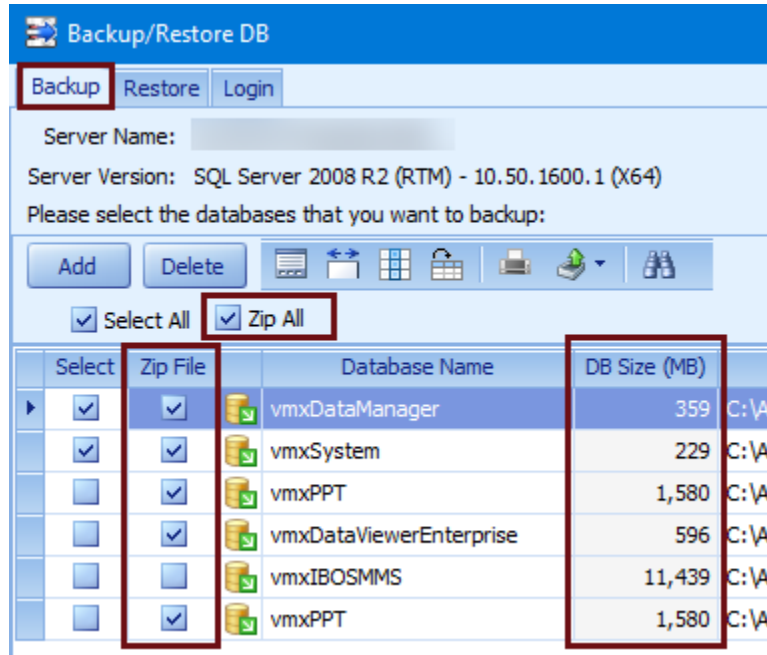 Backup/Restore DB
Backup Restore Login
Server Name:
Server Version: SQL Server 2008 R2 (RTM) - 10.50.1600.1 (X64)
Please select the databases that you want to backup:
Add Delete
Select All Zip All
Select Zip File Database Name DB Size (MB)
vmxDataManager 359 C:\A
vmxSystem 229 C:\A
vmxPPT 1,580 C:\A
vmxDataViewerEnterprise 596 C:\A
vmxIBOSMMS 11,439 C:\A
vmxPPT 1,580 C:\A